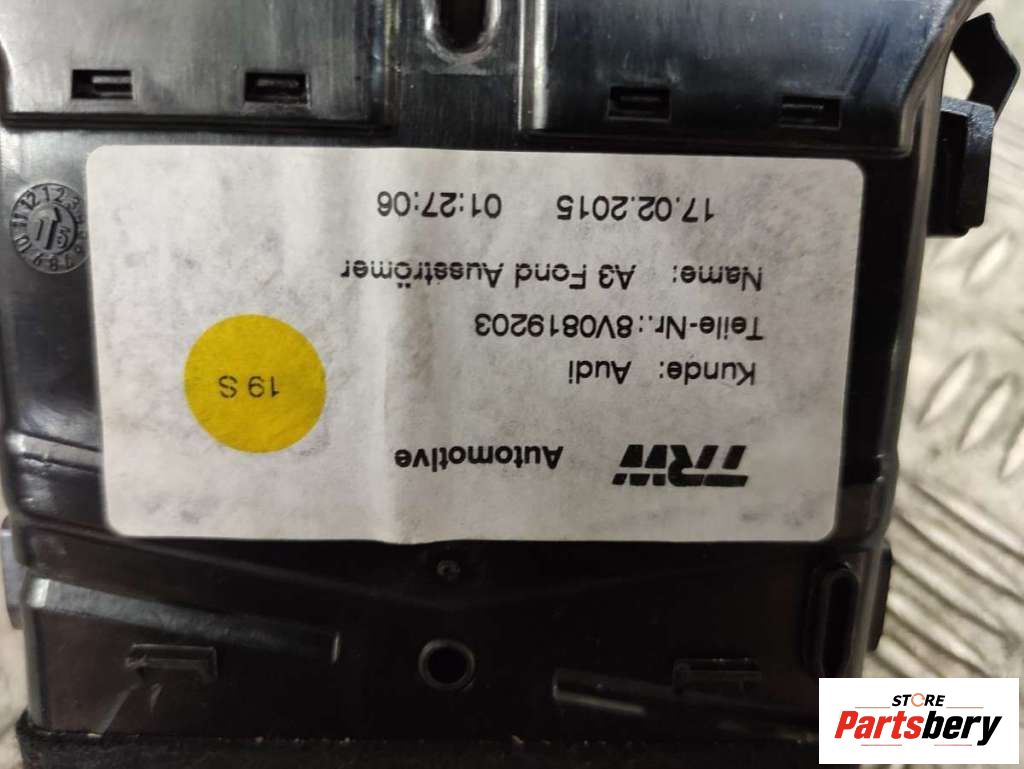 TRW Automotive
Kunde: Audi
Teile-Nr.:8V0819203
Name: A3 Fond Ausströmer
17.02.2015 01:27:06
19 S
STORE
Partsbery